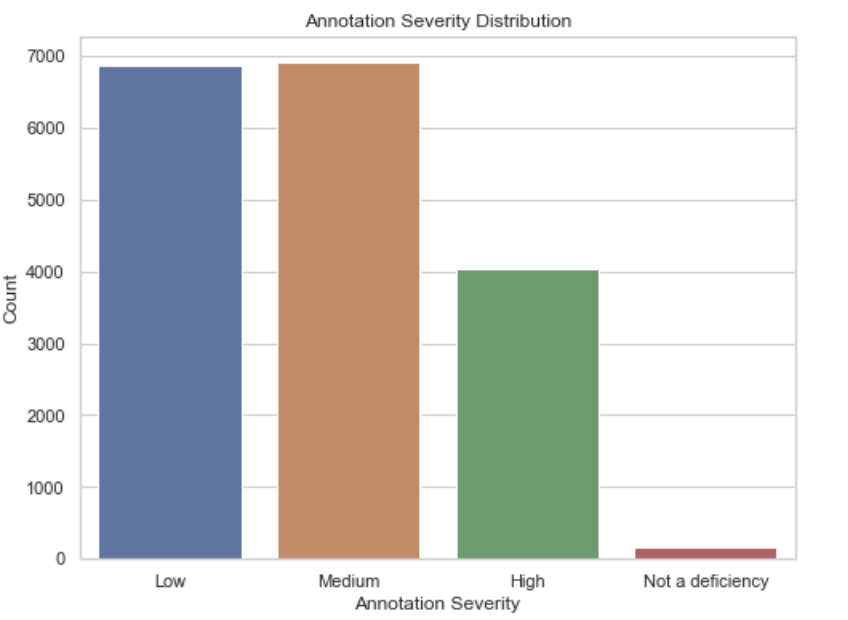 Annotation Severity Distribution
7000
6000
5000
4000
3000
2000
1000
0
Count
Low Medium High Not a deficiency
Annotation Severity